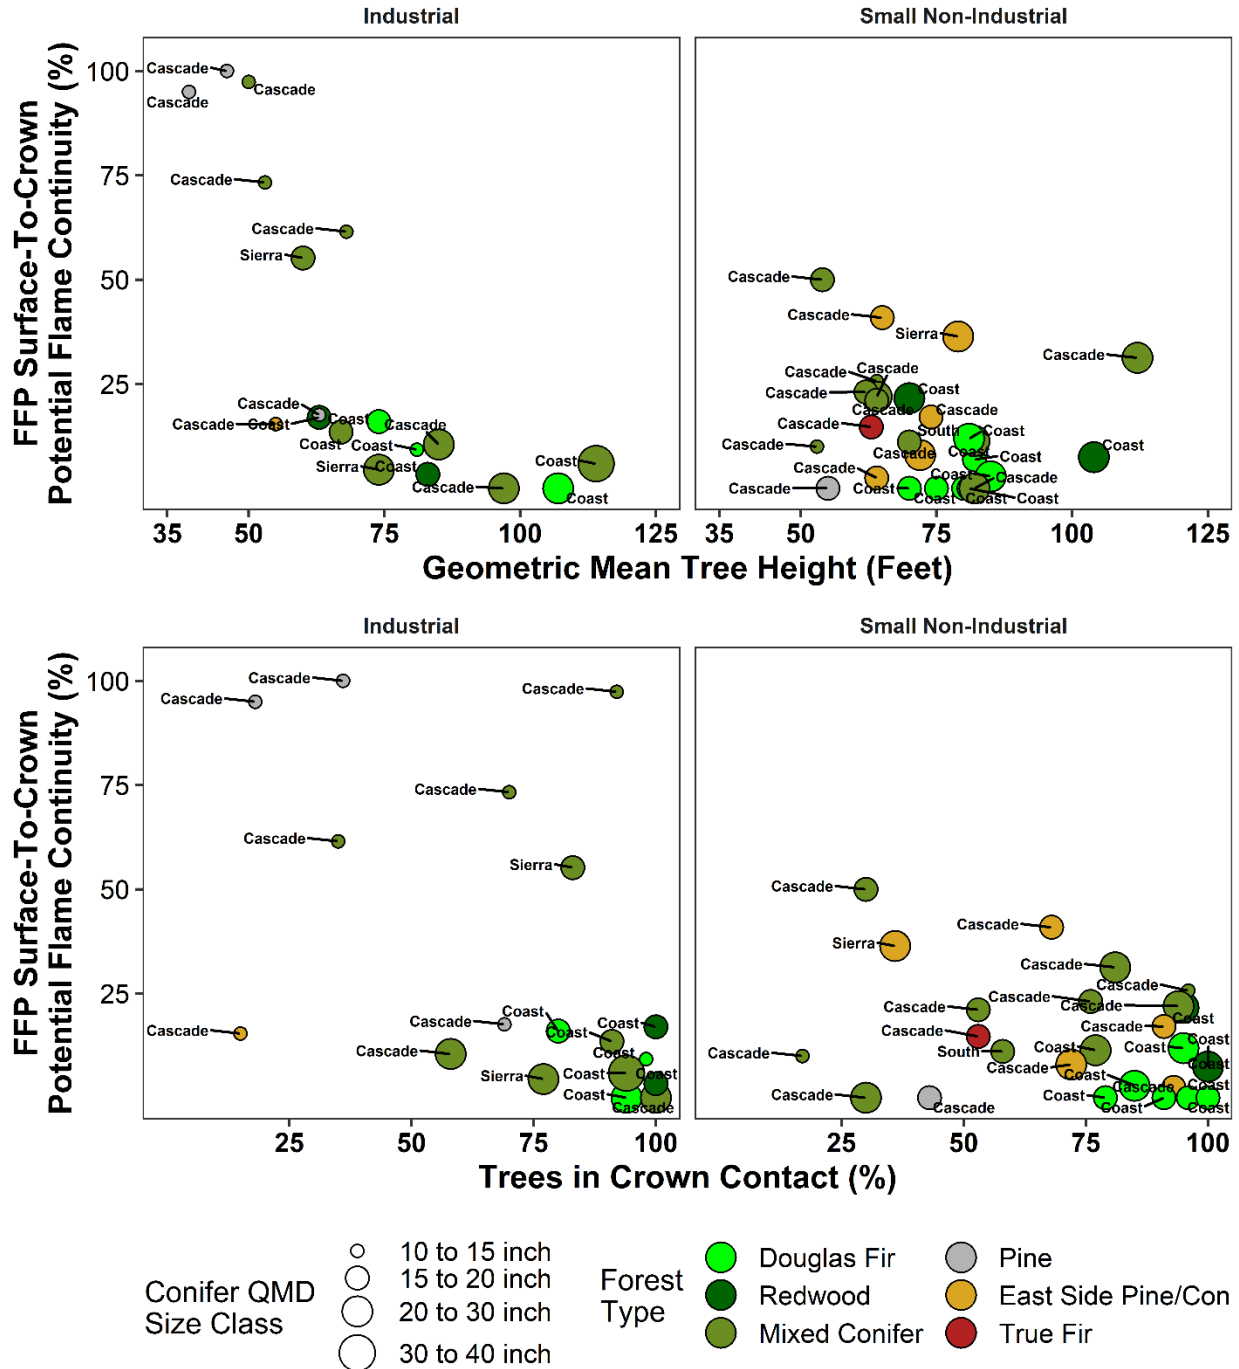 Industrial
Small Non-Industrial
FFP Surface-To-Crown
Potential Flame Continuity (%)
100
75
50
25
Cascade
Cascade
Cascade
Cascade
Cascade
Sierra
Cascade
Cascade
Coast
Coast
Coast
Coast
Cascade
Sierra
Coast
Cascade
Coast
Coast
35
50
75
100
125
Cascade
Cascade
Sierra
Cascade
Cascade
Cascade
Cascade
Coast
Cascade
Cascade
Cascade
South
Coast
Cascade
Cascade
Coast
Coast
Coast
Cascade
Coast
Cascade
Cascade
Coast
Coast
Coast
Coast
35
50
75
100
125
Geometric Mean Tree Height (Feet)
Industrial
Small Non-Industrial
FFP Surface-To-Crown
Potential Flame Continuity (%)
100
75
50
25
Cascade
Cascade
Cascade
Cascade
Cascade
Sierra
Cascade
Cascade
Coast
Coast
Coast
Cascade
Coast
Sierra
Coast
Coast
Coast
Cascade
25
50
75
100
Cascade
Cascade
Sierra
Cascade
Cascade
Cascade
Cascade
Cascade
Coast
Cascade
Cascade
Cascade
South
Coast
Coast
Coast
Cascade
Coast
Cascade
Coast
Cascade
Cascade
Coast
Coast
Coast
25
50
75
100
Trees in Crown Contact (%)
Conifer QMD
Size Class
10 to 15 inch
15 to 20 inch
20 to 30 inch
30 to 40 inch
Forest
Type
Douglas Fir
Redwood
Mixed Conifer
Pine
East Side Pine/Con
True Fir